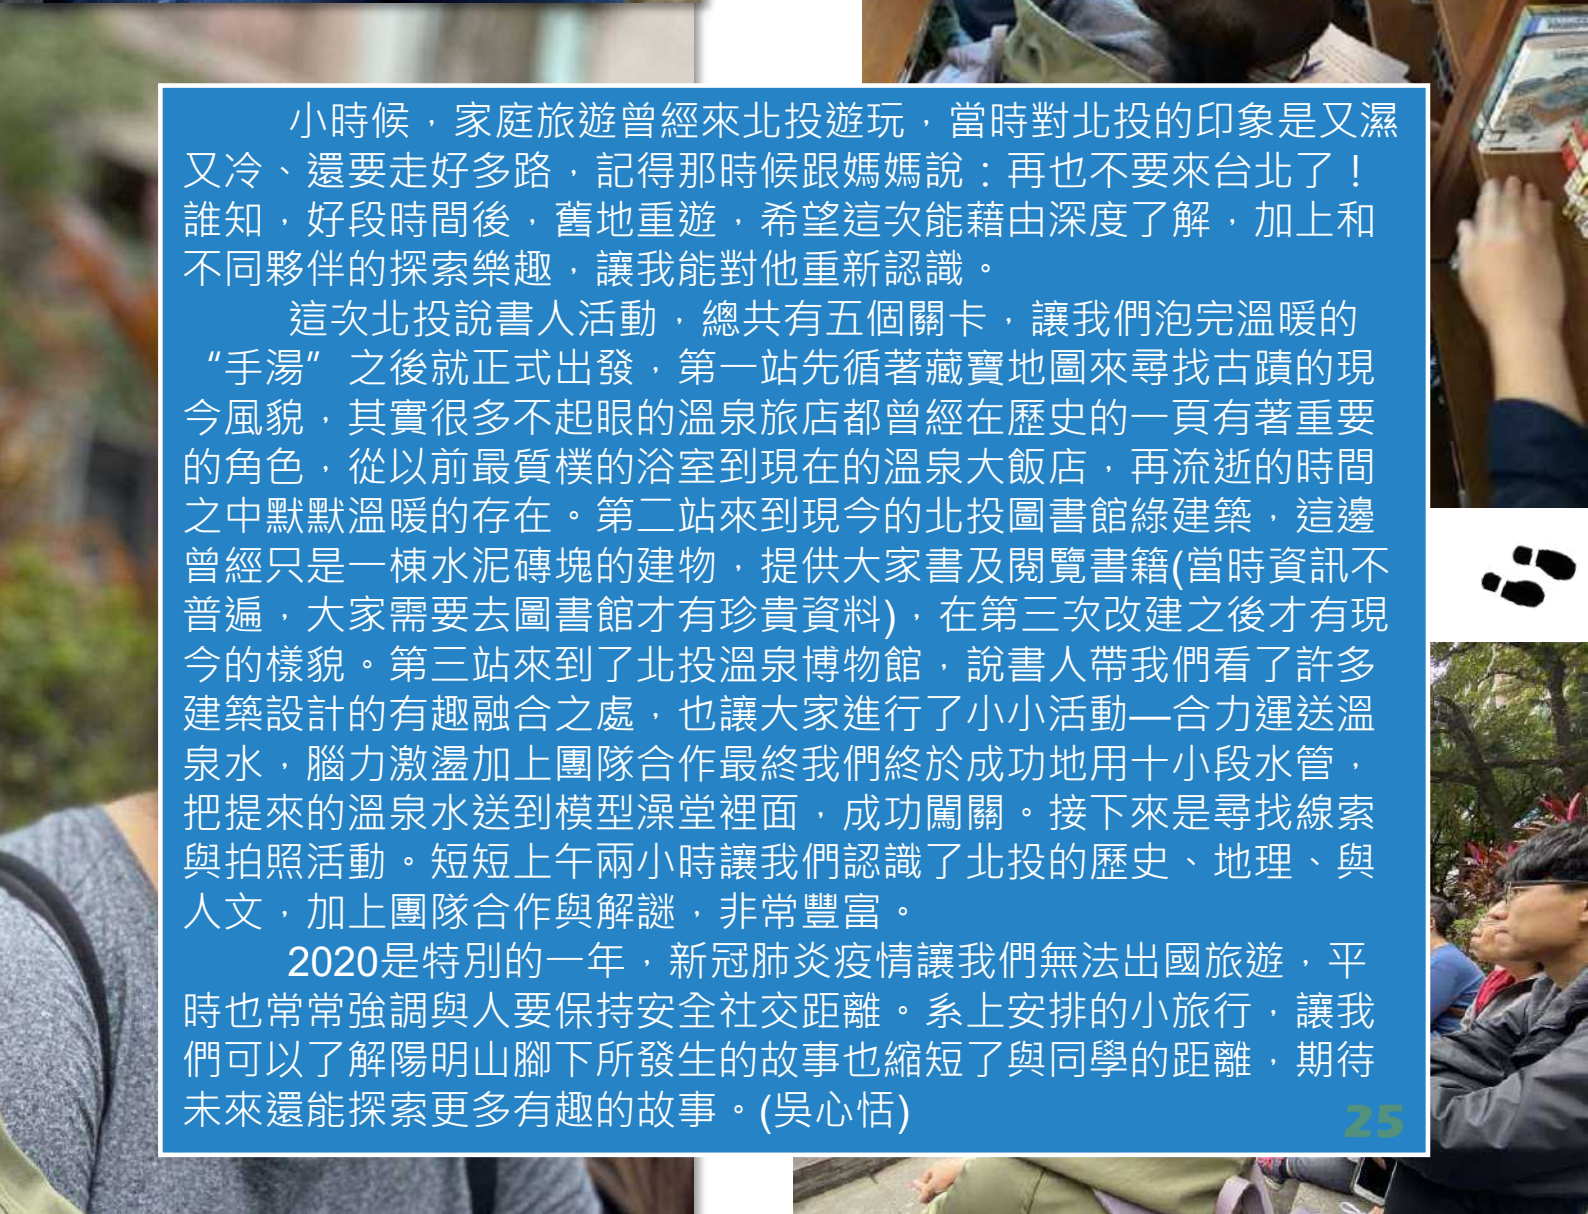 小時候，家庭旅遊曾經來北投遊玩，當時對北投的印象是又濕
又冷、還要走好多路，記得那時候跟媽媽說：再也不要來台北了！
誰知，好段時間後，舊地重遊，希望這次能藉由深度了解，加上和
不同夥伴的探索樂趣，讓我能對他重新認識。
這次北投說書人活動，總共有五個關卡，讓我們泡完溫暖的
“手湯”之後就正式出發，第一站先循著藏寶地圖來尋找古蹟的現
今風貌，其實很多不起眼的溫泉旅店都曾經在歷史的一頁有著重要
的角色，從以前最質樸的浴室到現在的溫泉大飯店，再流逝的時間
之中默默溫暖的存在。第二站來到現今的北投圖書館綠建築，這邊
曾經只是一棟水泥磚塊的建物，提供大家書及閱覽書籍(當時資訊不
普遍，大家需要去圖書館才有珍貴資料)，在第三次改建之後才有現
今的樣貌。第三站來到了北投溫泉博物館，說書人帶我們看了許多
建築設計的有趣融合之處，也讓大家進行了小小活動—合力運送溫
泉水，腦力激盪加上團隊合作最終我們終於成功地用十小段水管，
把提來的溫泉水送到模型澡堂裡面，成功闖關。接下來是尋找線索
與拍照活動。短短上午兩小時讓我們認識了北投的歷史、地理、與
人文，加上團隊合作與解謎，非常豐富。
2020是特別的一年，新冠肺炎疫情讓我們無法出國旅遊，平
時也常常強調與人要保持安全社交距離。系上安排的小旅行，讓我
們可以了解陽明山腳下所發生的故事也縮短了與同學的距離，期待
未來還能探索更多有趣的故事。(吳心恬)
25